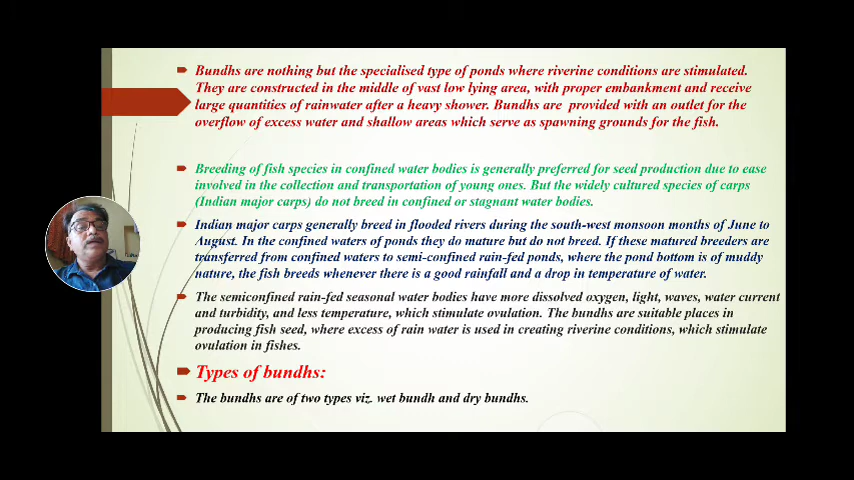 Bundhs are nothing but the specialised type of ponds where riverine conditions are stimulated.
They are constructed in the middle of vast low lying area, with proper embankment and receive
large quantities of rainwater after a heavy shower. Bundhs are provided with an outlet for the
overflow of excess water and shallow areas which serve as spawning grounds for the fish.
Breeding of fish species in confined water bodies is generally preferred for seed production due to ease
involved in the collection and transportation of young ones. But the widely cultured species of carps
(Indian major carps) do not breed in confined or stagnant water bodies.
Indian major carps generally breed in flooded rivers during the south-west monsoon months of June to
August. In the confined waters of ponds they do mature but do not breed. If these matured breeders are
transferred from confined waters to semi-confined rain-fed ponds, where the pond bottom is of muddy
nature, the fish breeds whenever there is a good rainfall and a drop in temperature of water.
The semiconfined rain-fed seasonal water bodies have more dissolved oxygen, light, waves, water current
and turbidity, and less temperature, which stimulate ovulation. The bundhs are suitable places in
producing fish seed, where excess of rain water is used in creating riverine conditions, which stimulate
ovulation in fishes.
Types of bundhs:
The bundhs are of two types viz. wet bundh and dry bundhs.